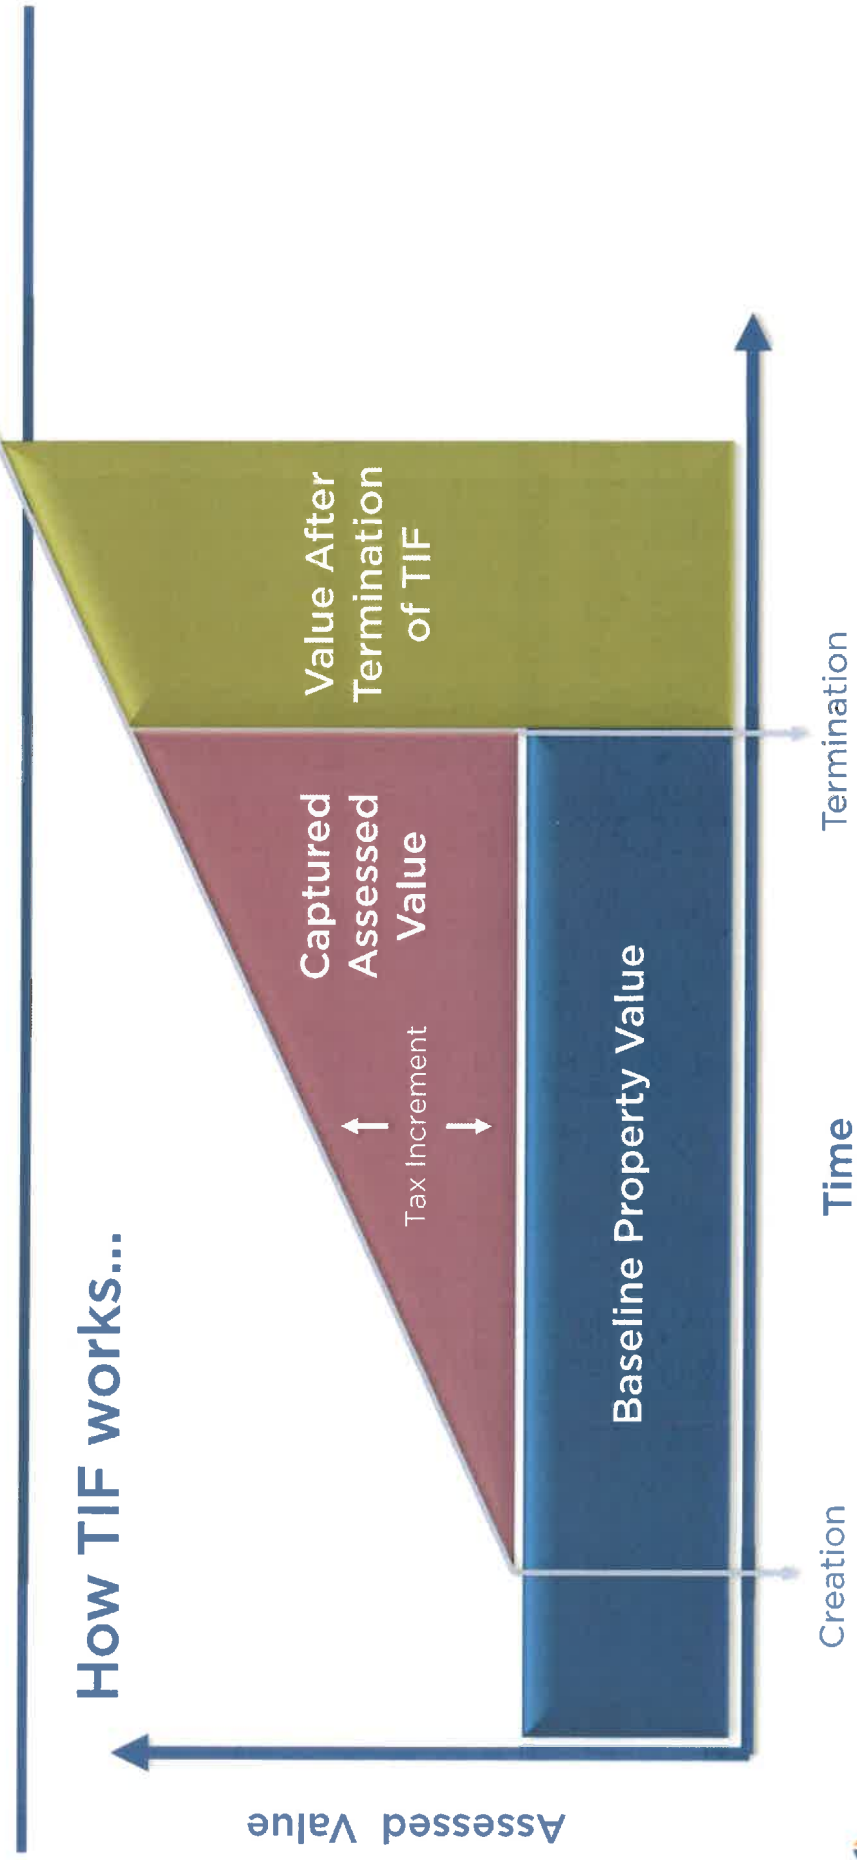 How TIF works...
Assessed Value
Captured
Assessed
Value
Tax Increment
Value After
Termination
of TIF
Baseline Property Value
Creation
Time
Termination